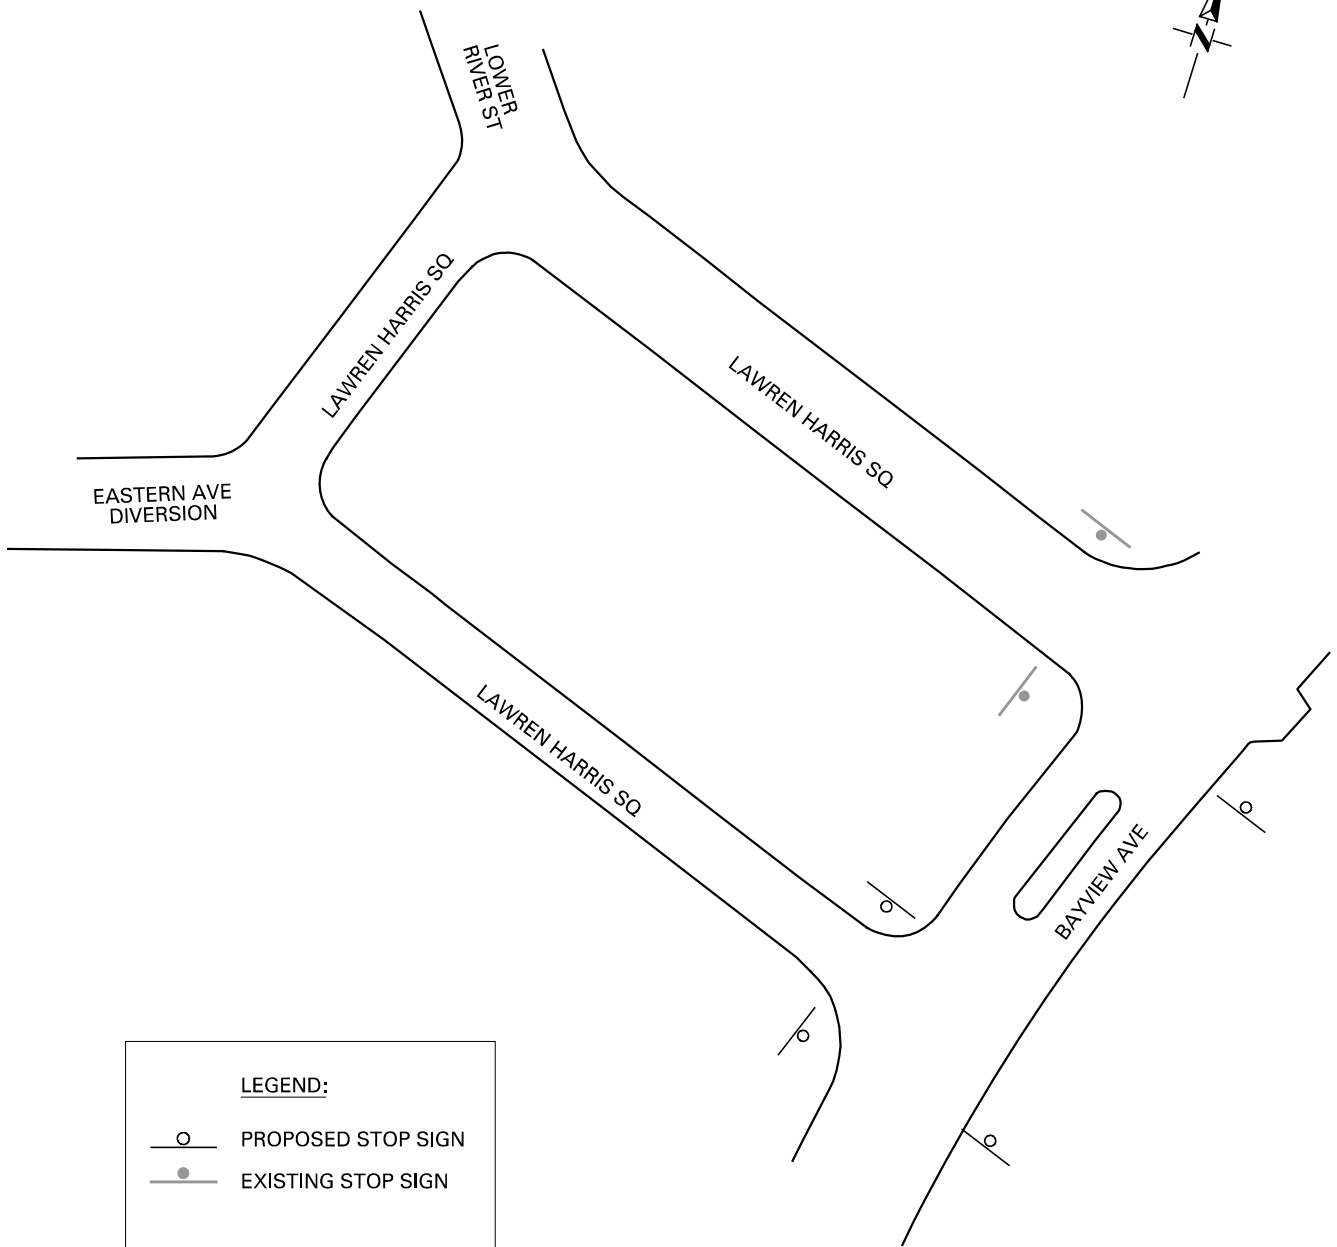 LOWER
RIVER ST
N
LAWREN HARRIS SQ
LAWREN HARRIS SQ
EASTERN AVE
DIVERSION
LAWREN HARRIS SQ
BAYVIEW AVE
LEGEND:
PROPOSED STOP SIGN
EXISTING STOP SIGN